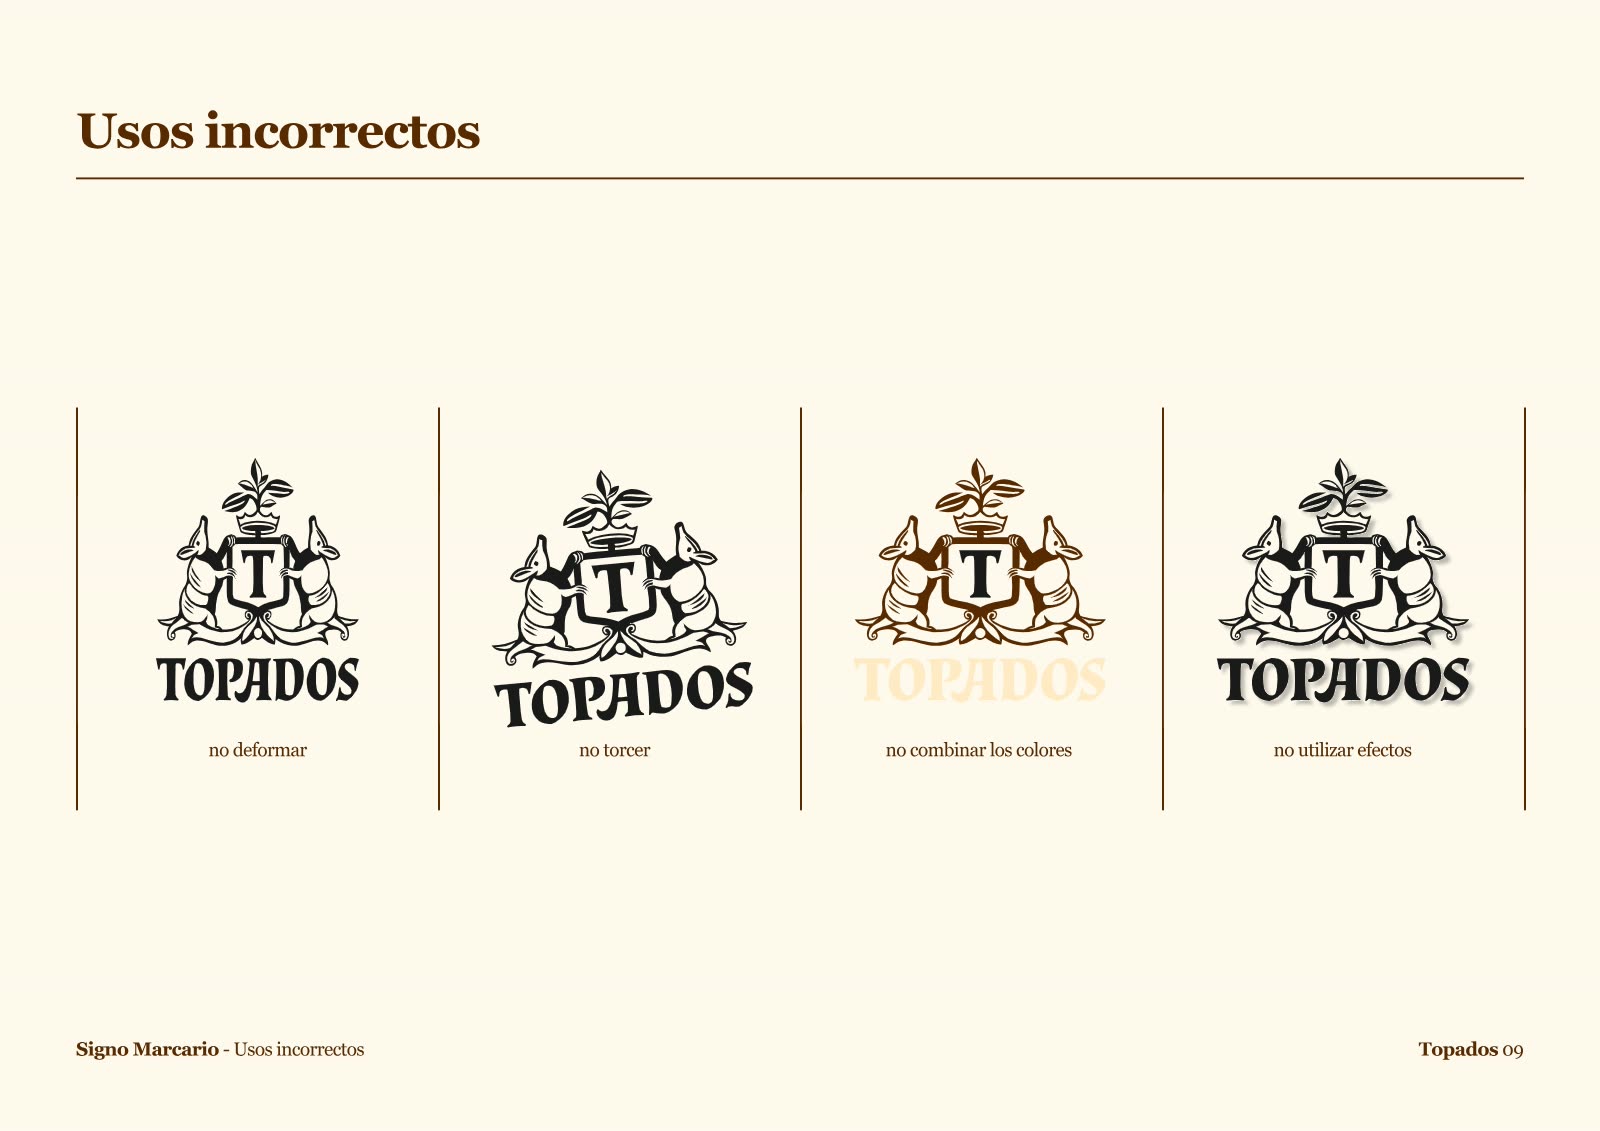 Usos incorrectos
T
TOPADOS
no deformar
T
TOPADOS
no torcer
T
TOPADOS
no combinar los colores
T
TOPADOS
no utilizar efectos
Signo Marcario - Usos incorrectos
Topados 09